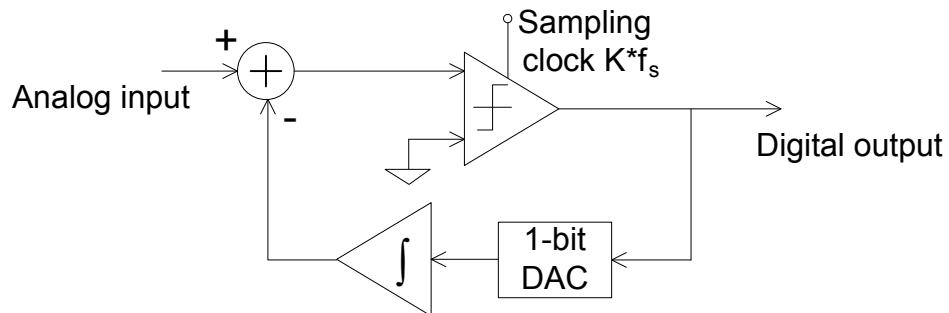 Sampling
clock K*fs
+
+
Analog input
-
Digital output
1-bit
DAC
∫